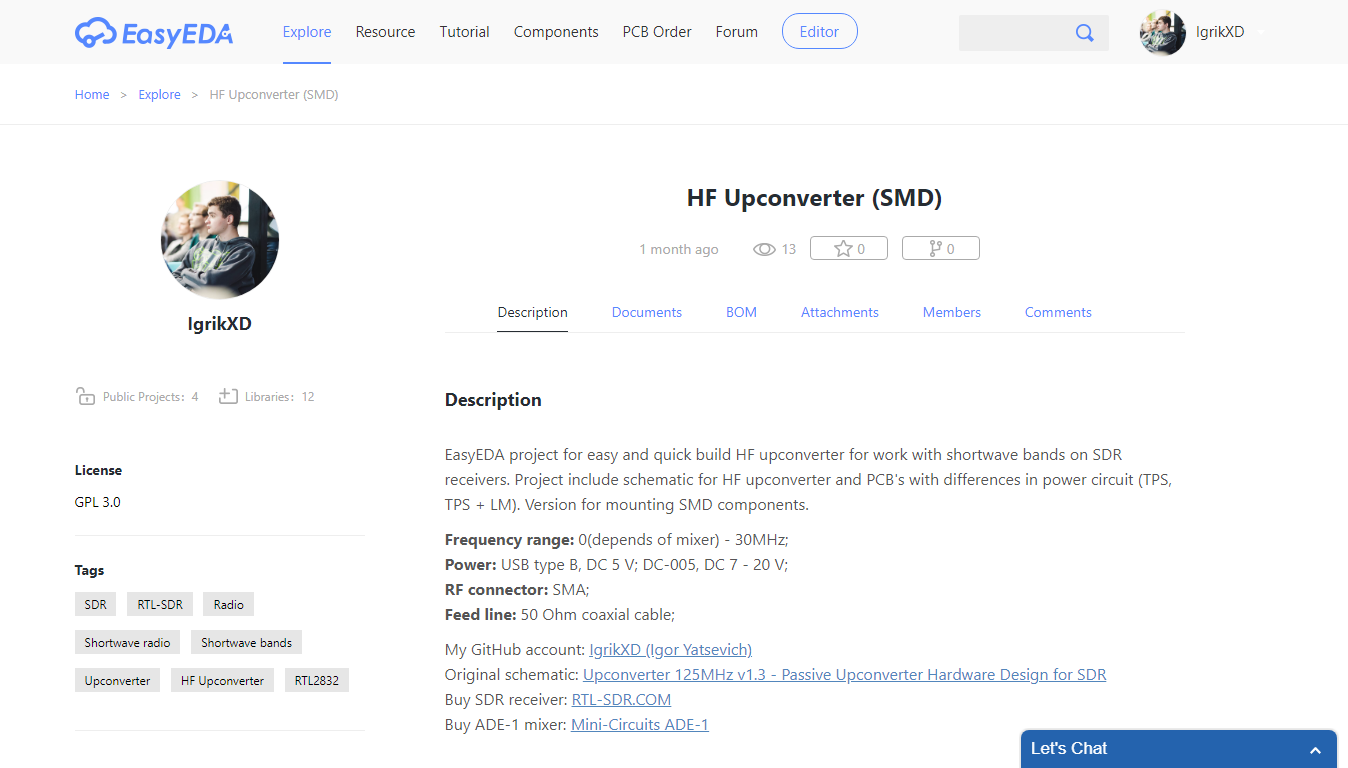 EasyEDA
Explore Resource Tutorial Components PCB Order Forum Editor
IgrikXD
Home > Explore > HF Upconverter (SMD)
HF Upconverter (SMD)
1 month ago 13 0 0
IgrikXD
Description Documents BOM Attachments Members Comments
Public Projects: 4 Libraries: 12
License
GPL 3.0
Tags
SDR RTL-SDR Radio
Shortwave radio Shortwave bands
Upconverter HF Upconverter RTL2832
Description
EasyEDA project for easy and quick build HF upconverter for work with shortwave bands on SDR
receivers. Project include schematic for HF upconverter and PCB's with differences in power circuit (TPS,
TPS + LM). Version for mounting SMD components.
Frequency range: 0(depends of mixer) - 30MHz;
Power: USB type B, DC 5 V; DC-005, DC 7 - 20 V;
RF connector: SMA;
Feed line: 50 Ohm coaxial cable;
My GitHub account: IgrikXD (Igor Yatsevich)
Original schematic: Upconverter 125MHz v1.3 - Passive Upconverter Hardware Design for SDR
Buy SDR receiver: RTL-SDR.COM
Buy ADE-1 mixer: Mini-Circuits ADE-1
Let's Chat